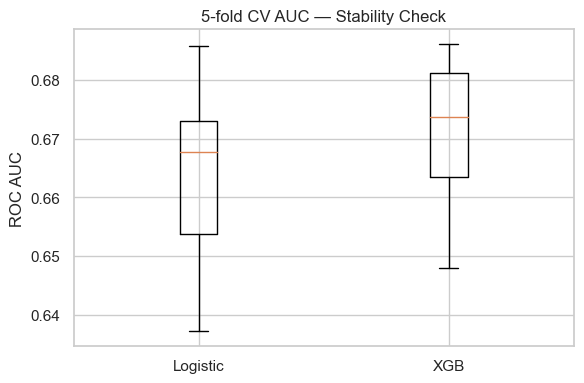 5-fold CV AUC — Stability Check
ROC AUC
0.68
0.67
0.66
0.65
0.64
Logistic
XGB